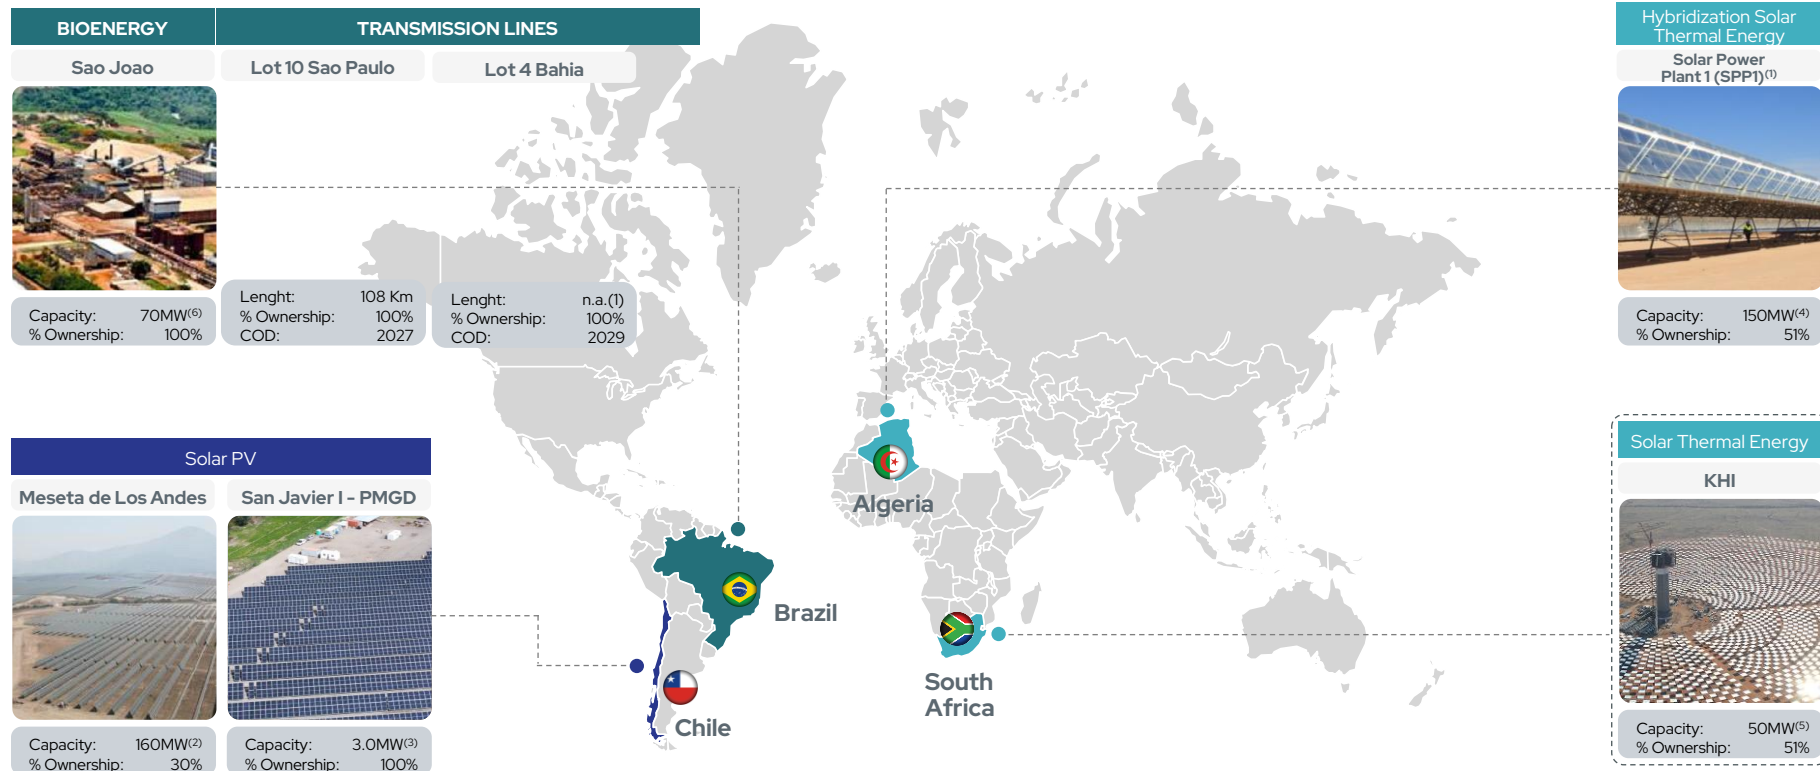 BIOENERGY
TRANSMISSION LINES
Sao Joao
Lot 10 Sao Paulo
Lot 4 Bahia
Capacity: 70MW(6)
% Ownership: 100%
Lenght: 108 Km
% Ownership: 100%
COD: 2027
Lenght: n.a.(1)
% Ownership: 100%
COD: 2029
Hybridization Solar
Thermal Energy
Solar Power
Plant 1 (SPP1)(1)
Capacity: 150MW(4)
% Ownership: 51%
Solar PV
Meseta de Los Andes
San Javier I - PMGD
Capacity: 160MW(2)
% Ownership: 30%
Capacity: 3.0MW(3)
% Ownership: 100%
Algeria
Brazil
South
Africa
Chile
Solar Thermal Energy
KHI
Capacity: 50MW(5)
% Ownership: 51%